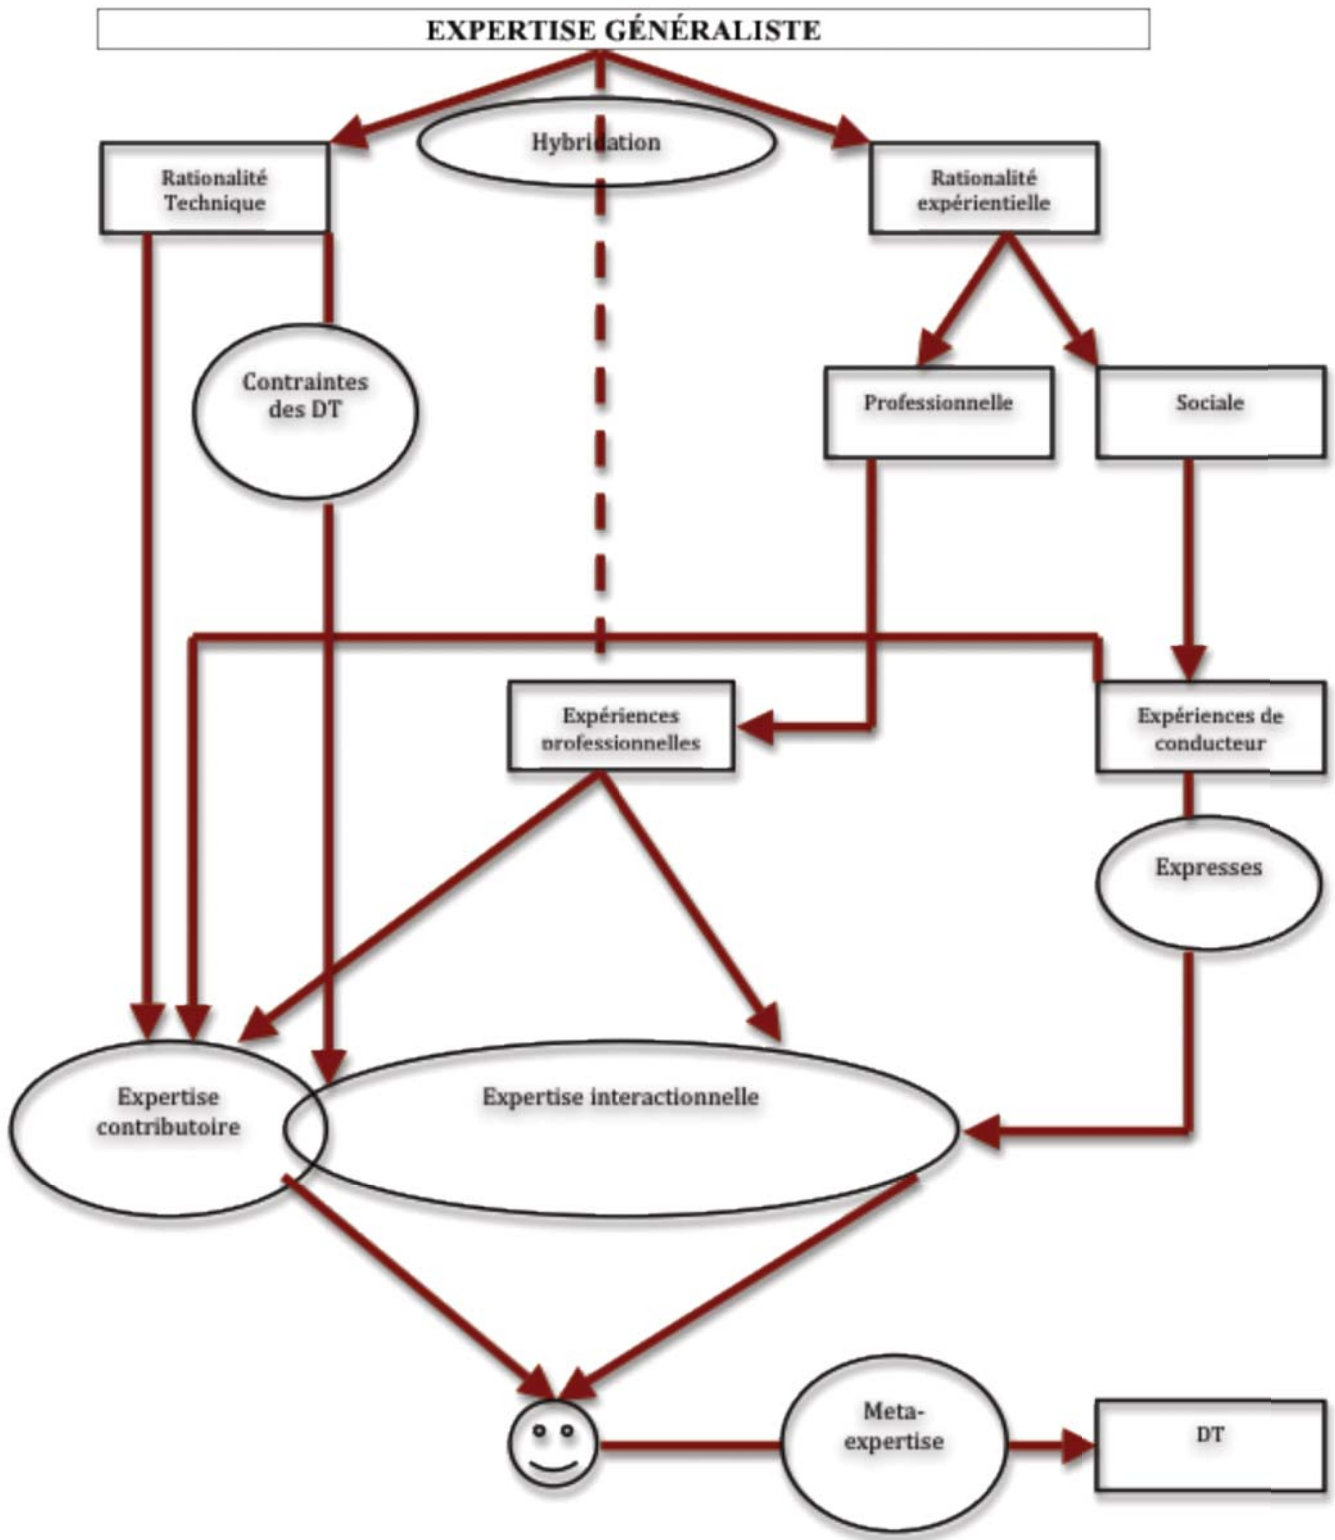 EXPERTISE GÉNÉRALISTE
Hybridation
Rationalité
Technique
Rationalité
expérientielle
Contraintes
des DT
Professionnelle
Sociale
Expériences
professionnelles
Expériences de
conducteur
Expresses
Expertise
contributoire
Expertise interactionnelle
Meta-
expertise
DT